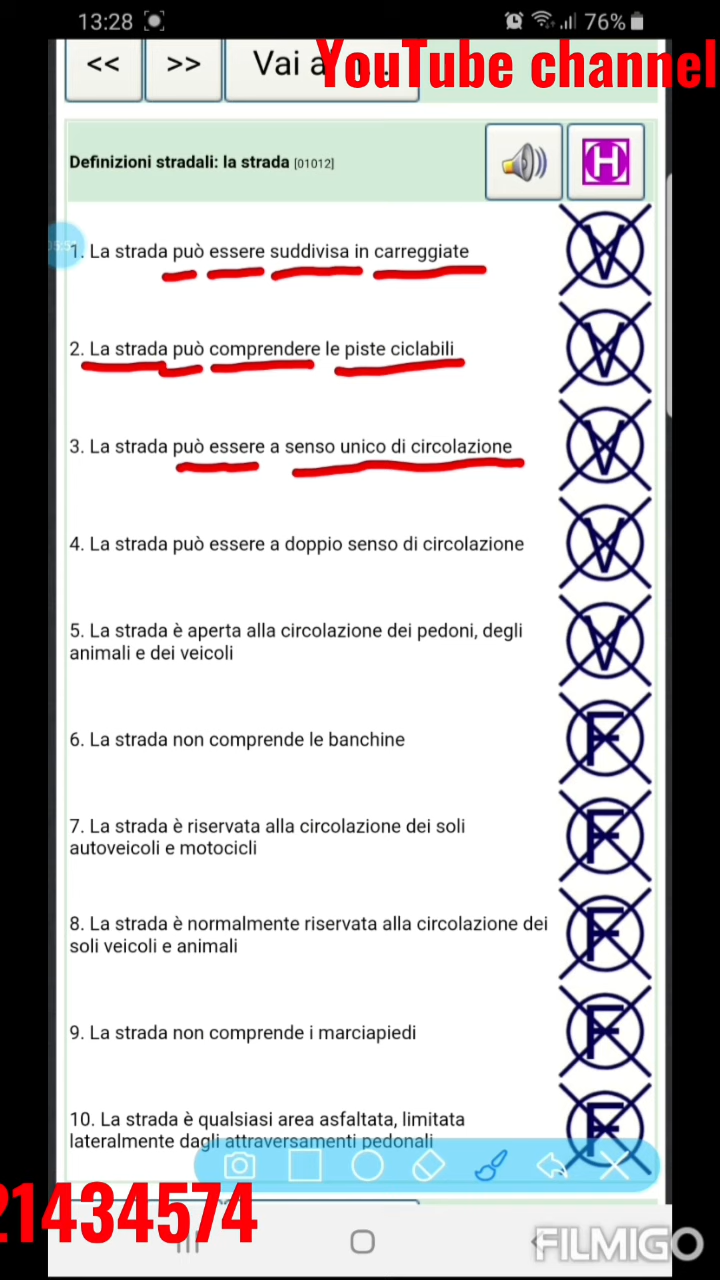 13:28
76%
YouTube channel
<<
>>
Vai a
Definizioni stradali: la strada [01012]
1. La strada può essere suddivisa in carreggiate
V
2. La strada può comprendere le piste ciclabili
V
3. La strada può essere a senso unico di circolazione
V
4. La strada può essere a doppio senso di circolazione
V
5. La strada è aperta alla circolazione dei pedoni, degli
animali e dei veicoli
V
6. La strada non comprende le banchine
F
7. La strada è riservata alla circolazione dei soli
autoveicoli e motocicli
F
8. La strada è normalmente riservata alla circolazione dei
soli veicoli e animali
F
9. La strada non comprende i marciapiedi
F
10. La strada è qualsiasi area asfaltata, limitata
lateralmente dagli attraversamenti pedonali
F
21434574
FILMIGO